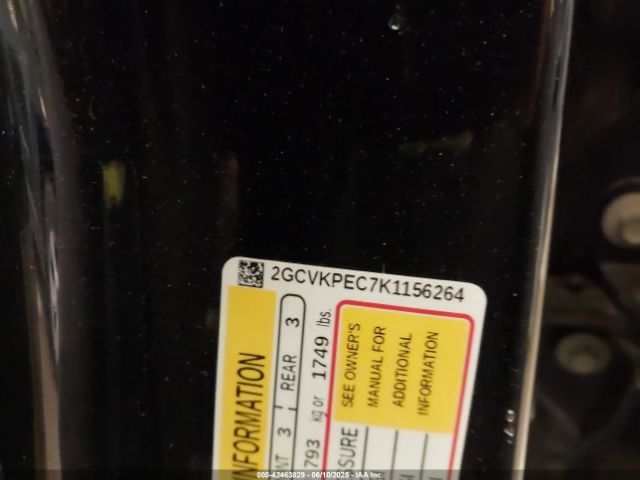 2GCVKPEC7K1156264
INFORMATION
NT 3 REAR 3
793 kg or 1749 lbs.
SURE
SEE OWNER'S
MANUAL FOR
ADDITIONAL
INFORMATION
000-42463829 - 06/10/2025 - IAA Inc.